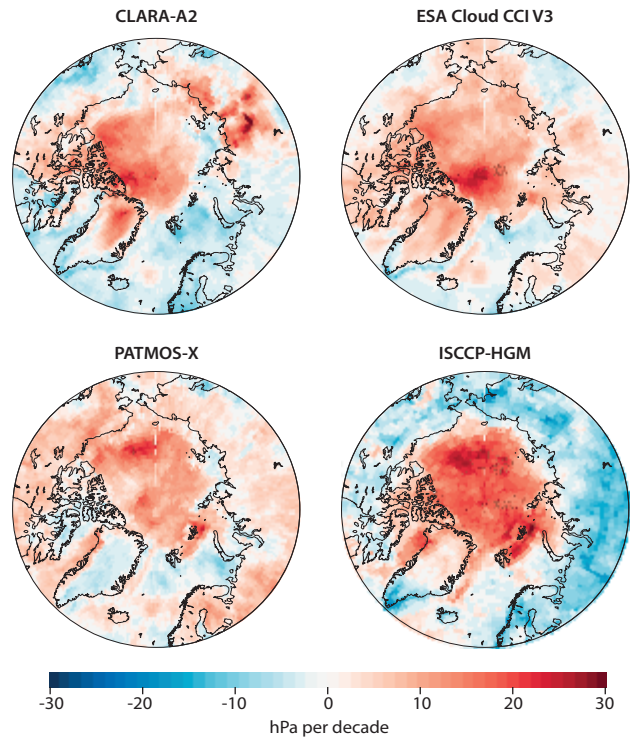 CLARA-A2
ESA Cloud CCI V3
PATMOS-X
ISCCP-HGM
-30 -20 -10 0 10 20 30
hPa per decade